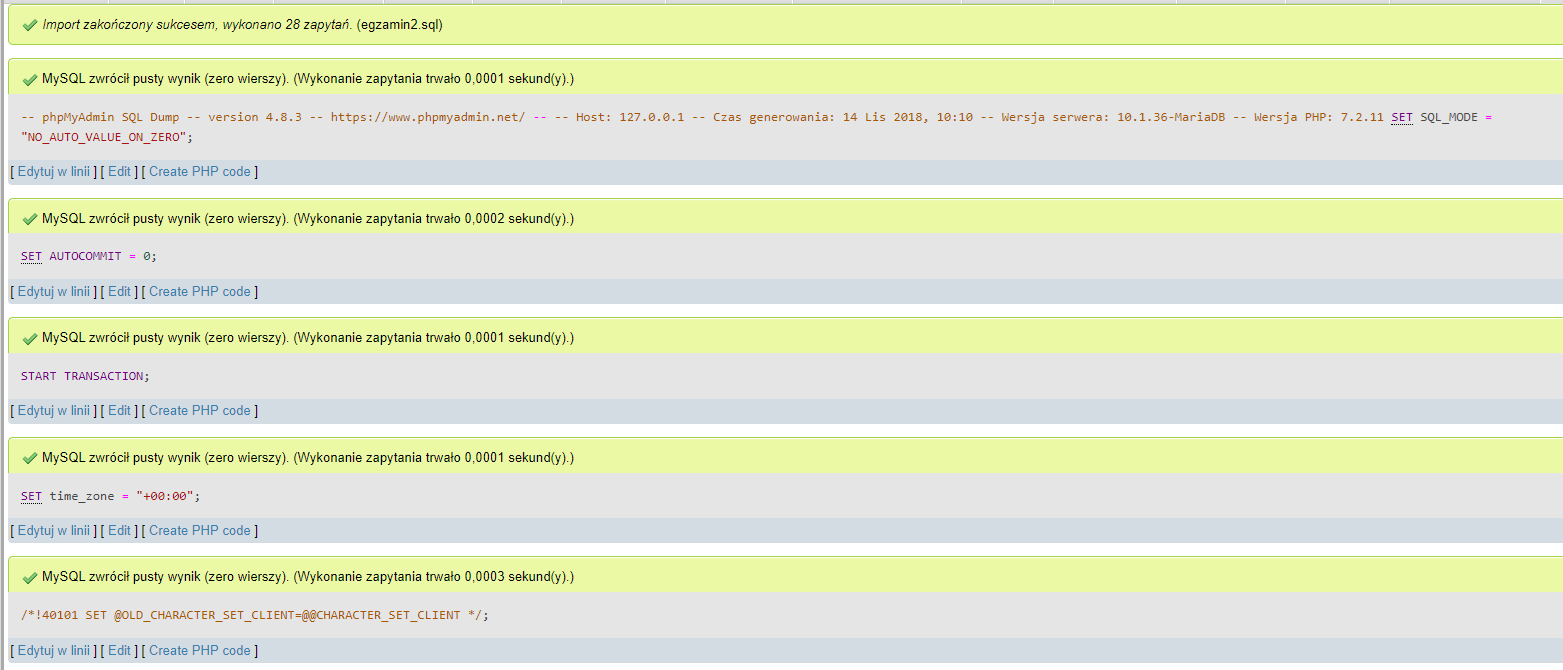 Import zakończony sukcesem, wykonano 28 zapytań. (egzamin2.sql)
MySQL zwrócił pusty wynik (zero wierszy). (Wykonanie zapytania trwało 0,0001 sekund(y).)
-- phpMyAdmin SQL Dump -- version 4.8.3 -- https://www.phpmyadmin.net/ -- -- Host: 127.0.0.1 -- Czas generowania: 14 Lis 2018, 10:10 -- Wersja serwera: 10.1.36-MariaDB -- Wersja PHP: 7.2.11 SET SQL_MODE =
"NO_AUTO_VALUE_ON_ZERO";
[ Edytuj w linii ] [ Edit ] [ Create PHP code ]
MySQL zwrócił pusty wynik (zero wierszy). (Wykonanie zapytania trwało 0,0002 sekund(y).)
SET AUTOCOMMIT = 0;
[ Edytuj w linii ] [ Edit ] [ Create PHP code ]
MySQL zwrócił pusty wynik (zero wierszy). (Wykonanie zapytania trwało 0,0001 sekund(y).)
START TRANSACTION;
[ Edytuj w linii ] [ Edit ] [ Create PHP code ]
MySQL zwrócił pusty wynik (zero wierszy). (Wykonanie zapytania trwało 0,0001 sekund(y).)
SET time_zone = "+00:00";
[ Edytuj w linii ] [ Edit ] [ Create PHP code ]
MySQL zwrócił pusty wynik (zero wierszy). (Wykonanie zapytania trwało 0,0003 sekund(y).)
/*!40101 SET @OLD_CHARACTER_SET_CLIENT=@@CHARACTER_SET_CLIENT */;
[ Edytuj w linii ] [ Edit ] [ Create PHP code ]